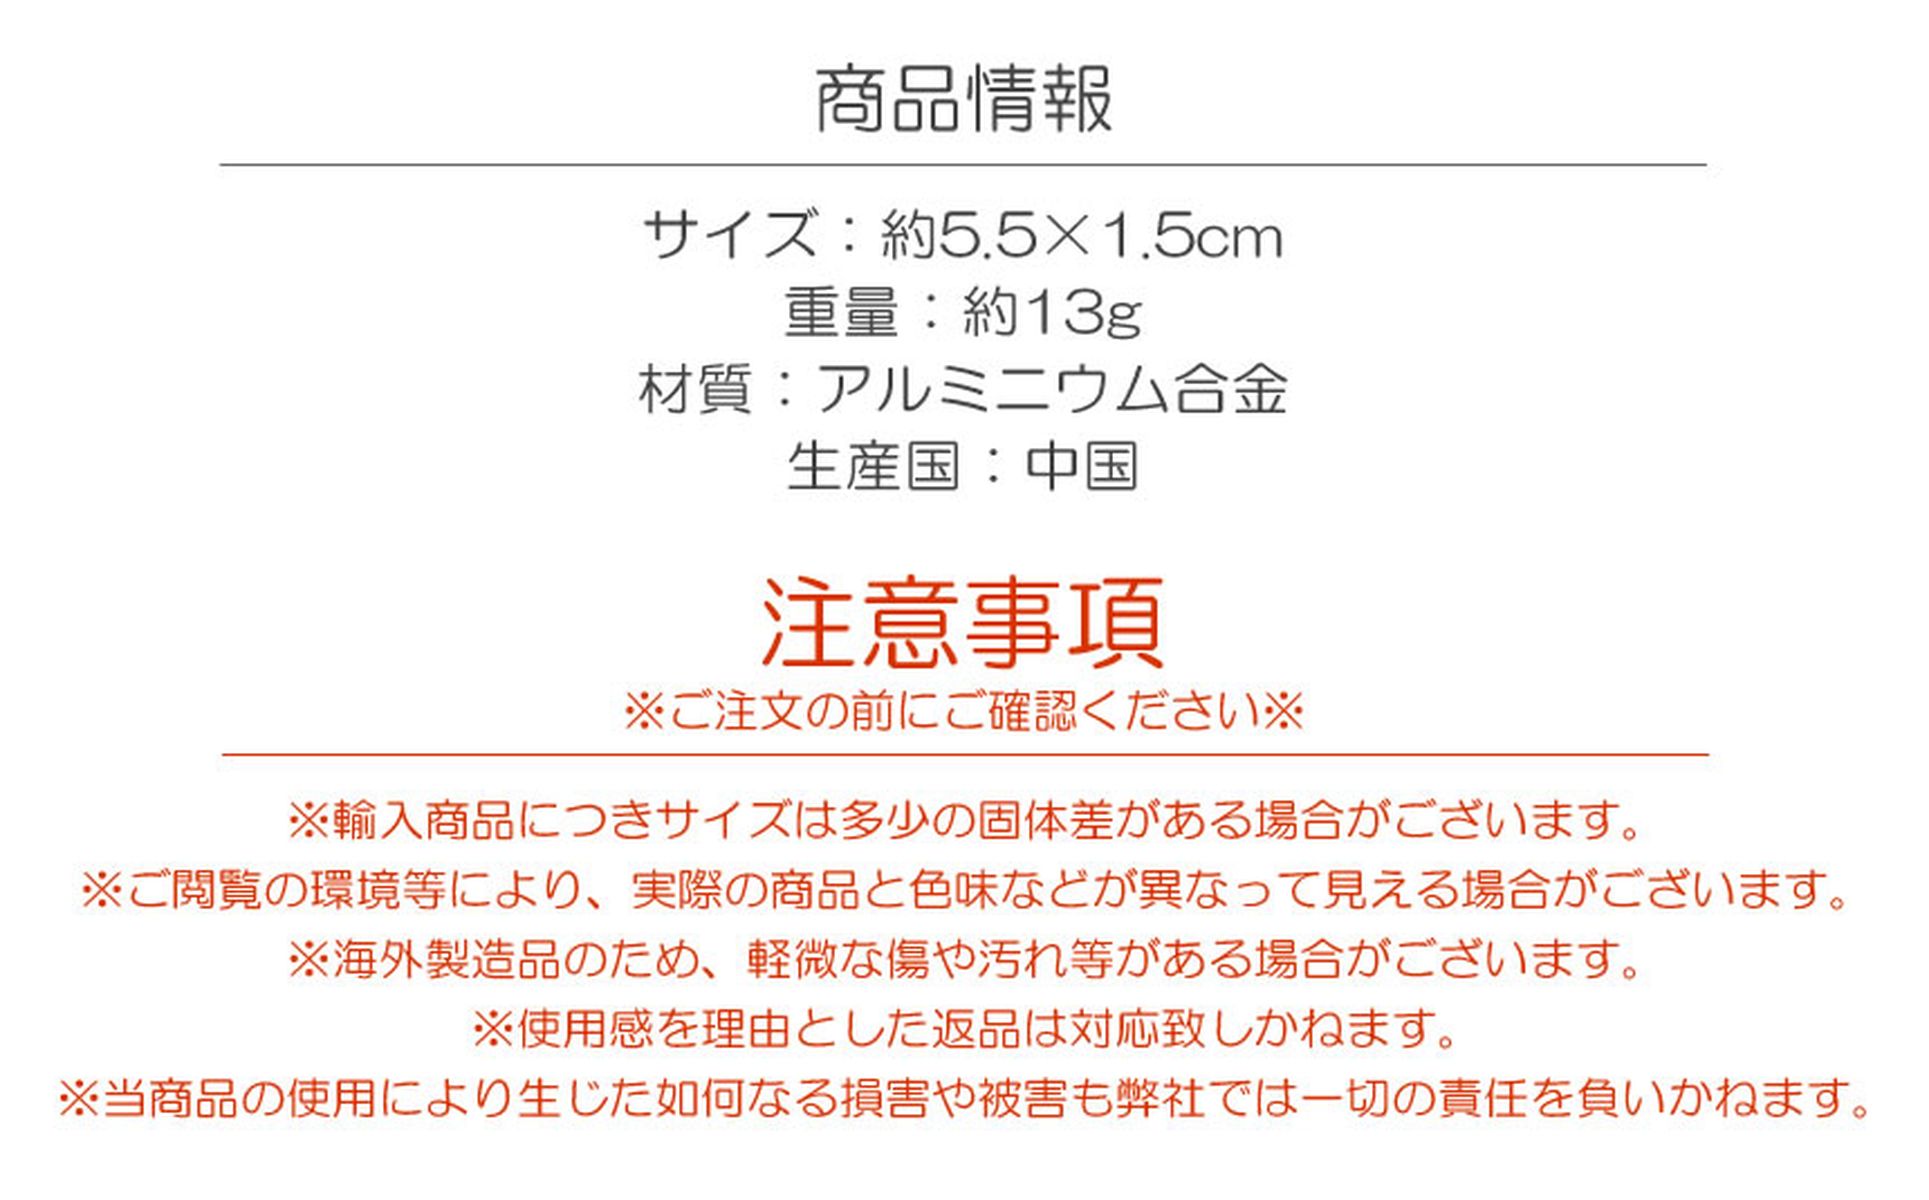 商品情報
サイズ：約5.5×1.5cm
重量：約13g
材質：アルミニウム合金
生産国：中国
注意事項
※ご注文の前にご確認ください※
※輸入商品につきサイズは多少の固体差がある場合がございます。
※ご閲覧の環境等により、実際の商品と色味などが異なって見える場合がございます。
※海外製造品のため、軽微な傷や汚れ等がある場合がございます。
※使用感を理由とした返品は対応致しかねます。
※当商品の使用により生じた如何なる損害や被害も弊社では一切の責任を負いかねます。